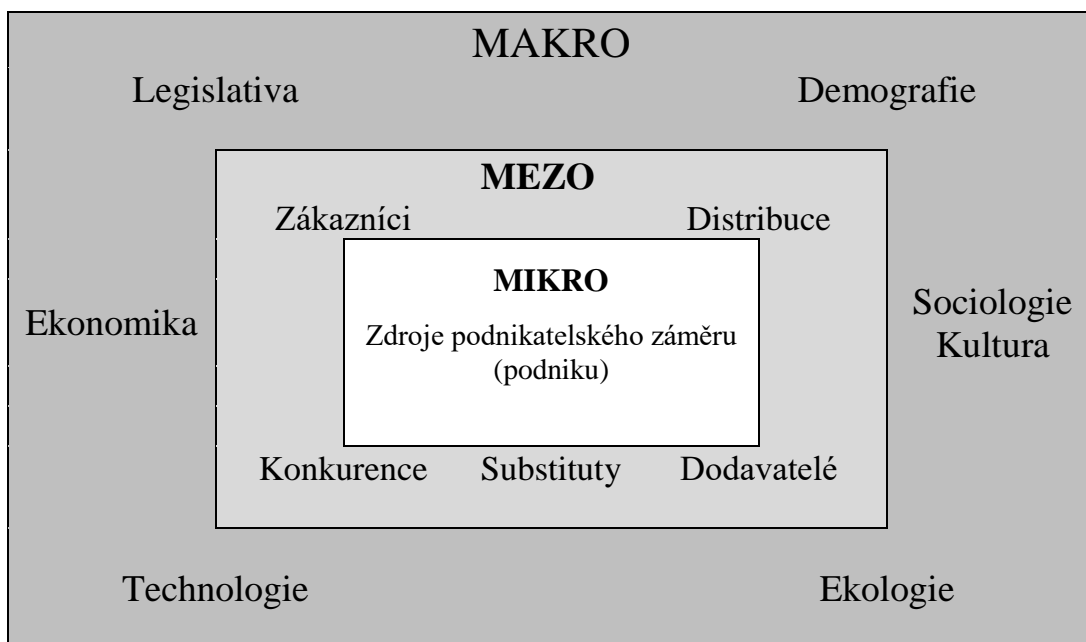 MAKRO
Legislativa
Demografie
MEZO
Zákazníci
Distribuce
MIKRO
Zdroje podnikatelského záměru
(podniku)
Ekonomika
Sociologie
Kultura
Konkurence
Substituty
Dodavatelé
Technologie
Ekologie